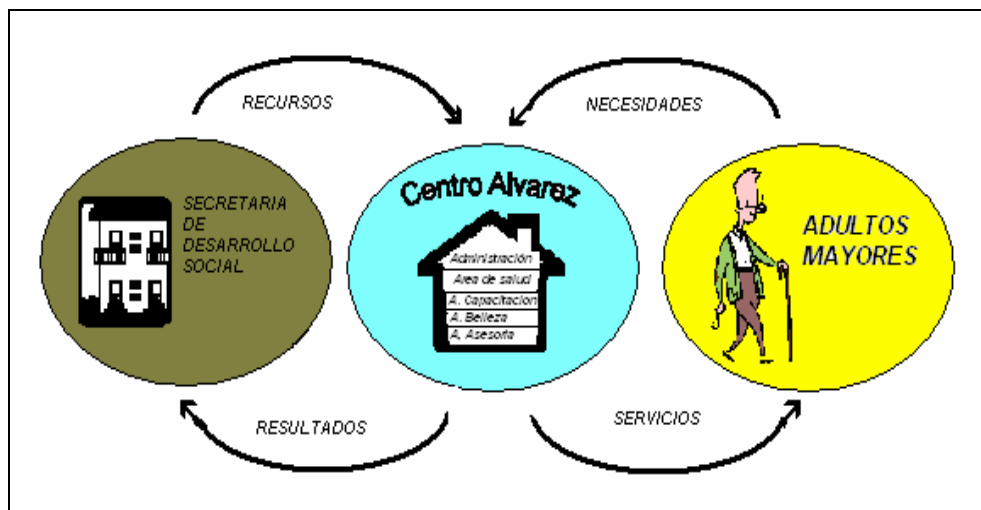 RECURSOS
NECESIDADES
SECRETARIA
DE
DESARROLLO
SOCIAL
Centro Alvarez
Administración
Area de salud
A. Capacitacion
A. Belleza
A. Asesoría
ADULTOS
MAYORES
RESULTADOS
SERVICIOS